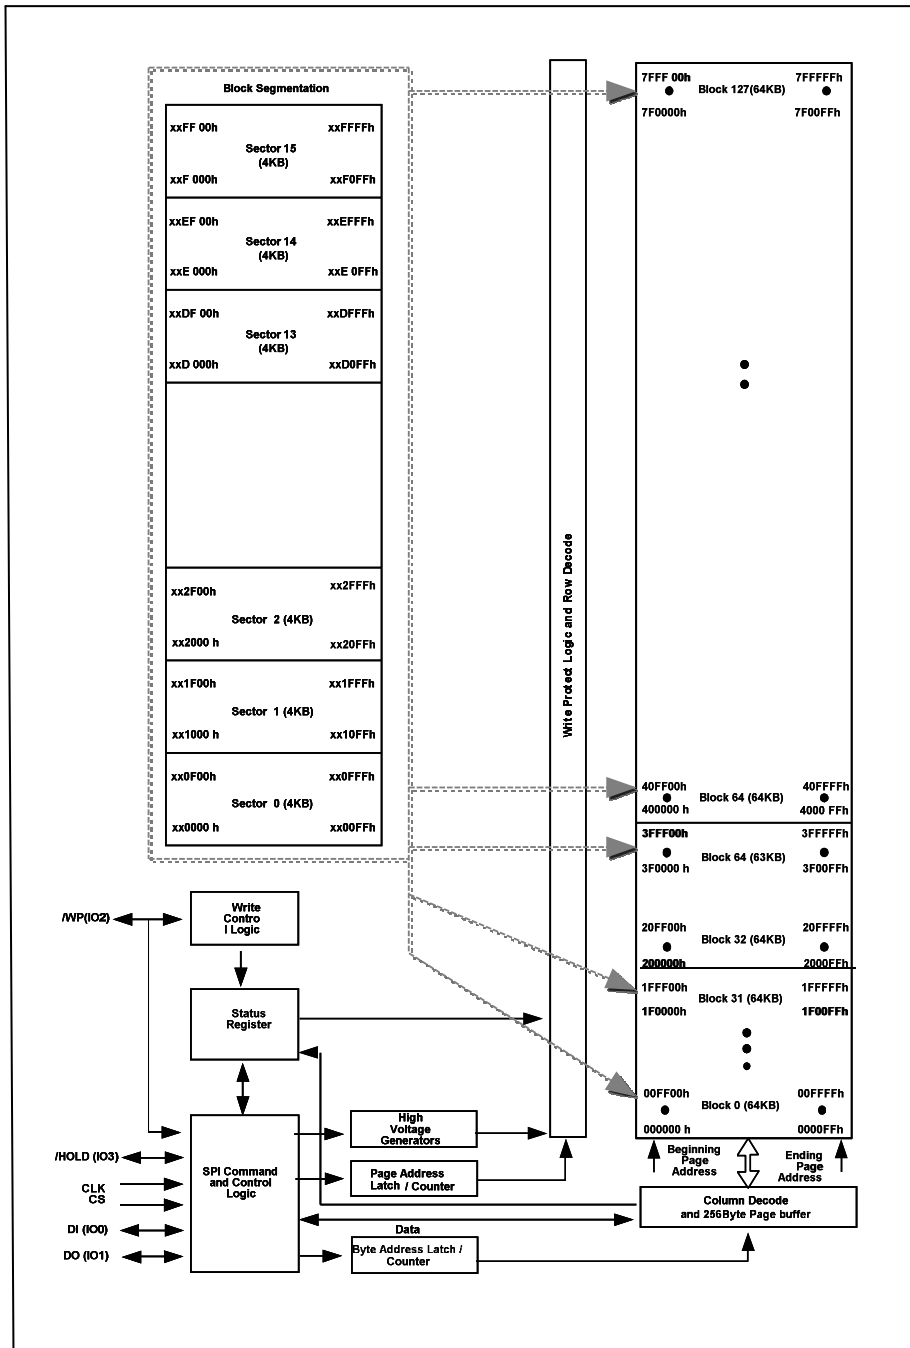 Block Segmentation
xxFF 00h xxFFFFh
Sector 15
(4KB)
xxF 000h xxF0FFh
xxEF 00h xxEFFFh
Sector 14
(4KB)
xxE 000h xxE 0FFh
xxDF 00h xxDFFFh
Sector 13
(4KB)
xxD 000h xxD0FFh
xx2F00h xx2FFFh
Sector 2 (4KB)
xx2000 h xx20FFh
xx1F00h xx1FFFh
Sector 1 (4KB)
xx1000 h xx10FFh
xx0F00h xx0FFFh
Sector 0 (4KB)
xx0000 h xx00FFh
Write Protect Logic and Row Decode
7FFF 00h 7FFFFFh
Block 127(64KB)
7F0000h 7F00FFh
40FF00h 40FFFFh
Block 64 (64KB)
400000 h 4000 FFh
3FFF00h 3FFFFFh
Block 64 (63KB)
3F0000 h 3F00FFh
20FF00h 20FFFFh
Block 32 (64KB)
200000h 2000FFh
1FFF00h 1FFFFFh
Block 31 (64KB)
1F0000h 1F00FFh
00FF00h 00FFFFh
Block 0 (64KB)
000000 h 0000FFh
Beginning
Page
Address
Ending
Page
Address
Column Decode
and 256Byte Page buffer
/WP(IO2)
Write
Contro
l Logic
Status
Register
/HOLD (IO3)
CLK
CS
DI (IO0)
DO (IO1)
SPI Command
and Control
Logic
High
Voltage
Generators
Page Address
Latch / Counter
Data
Byte Address Latch /
Counter